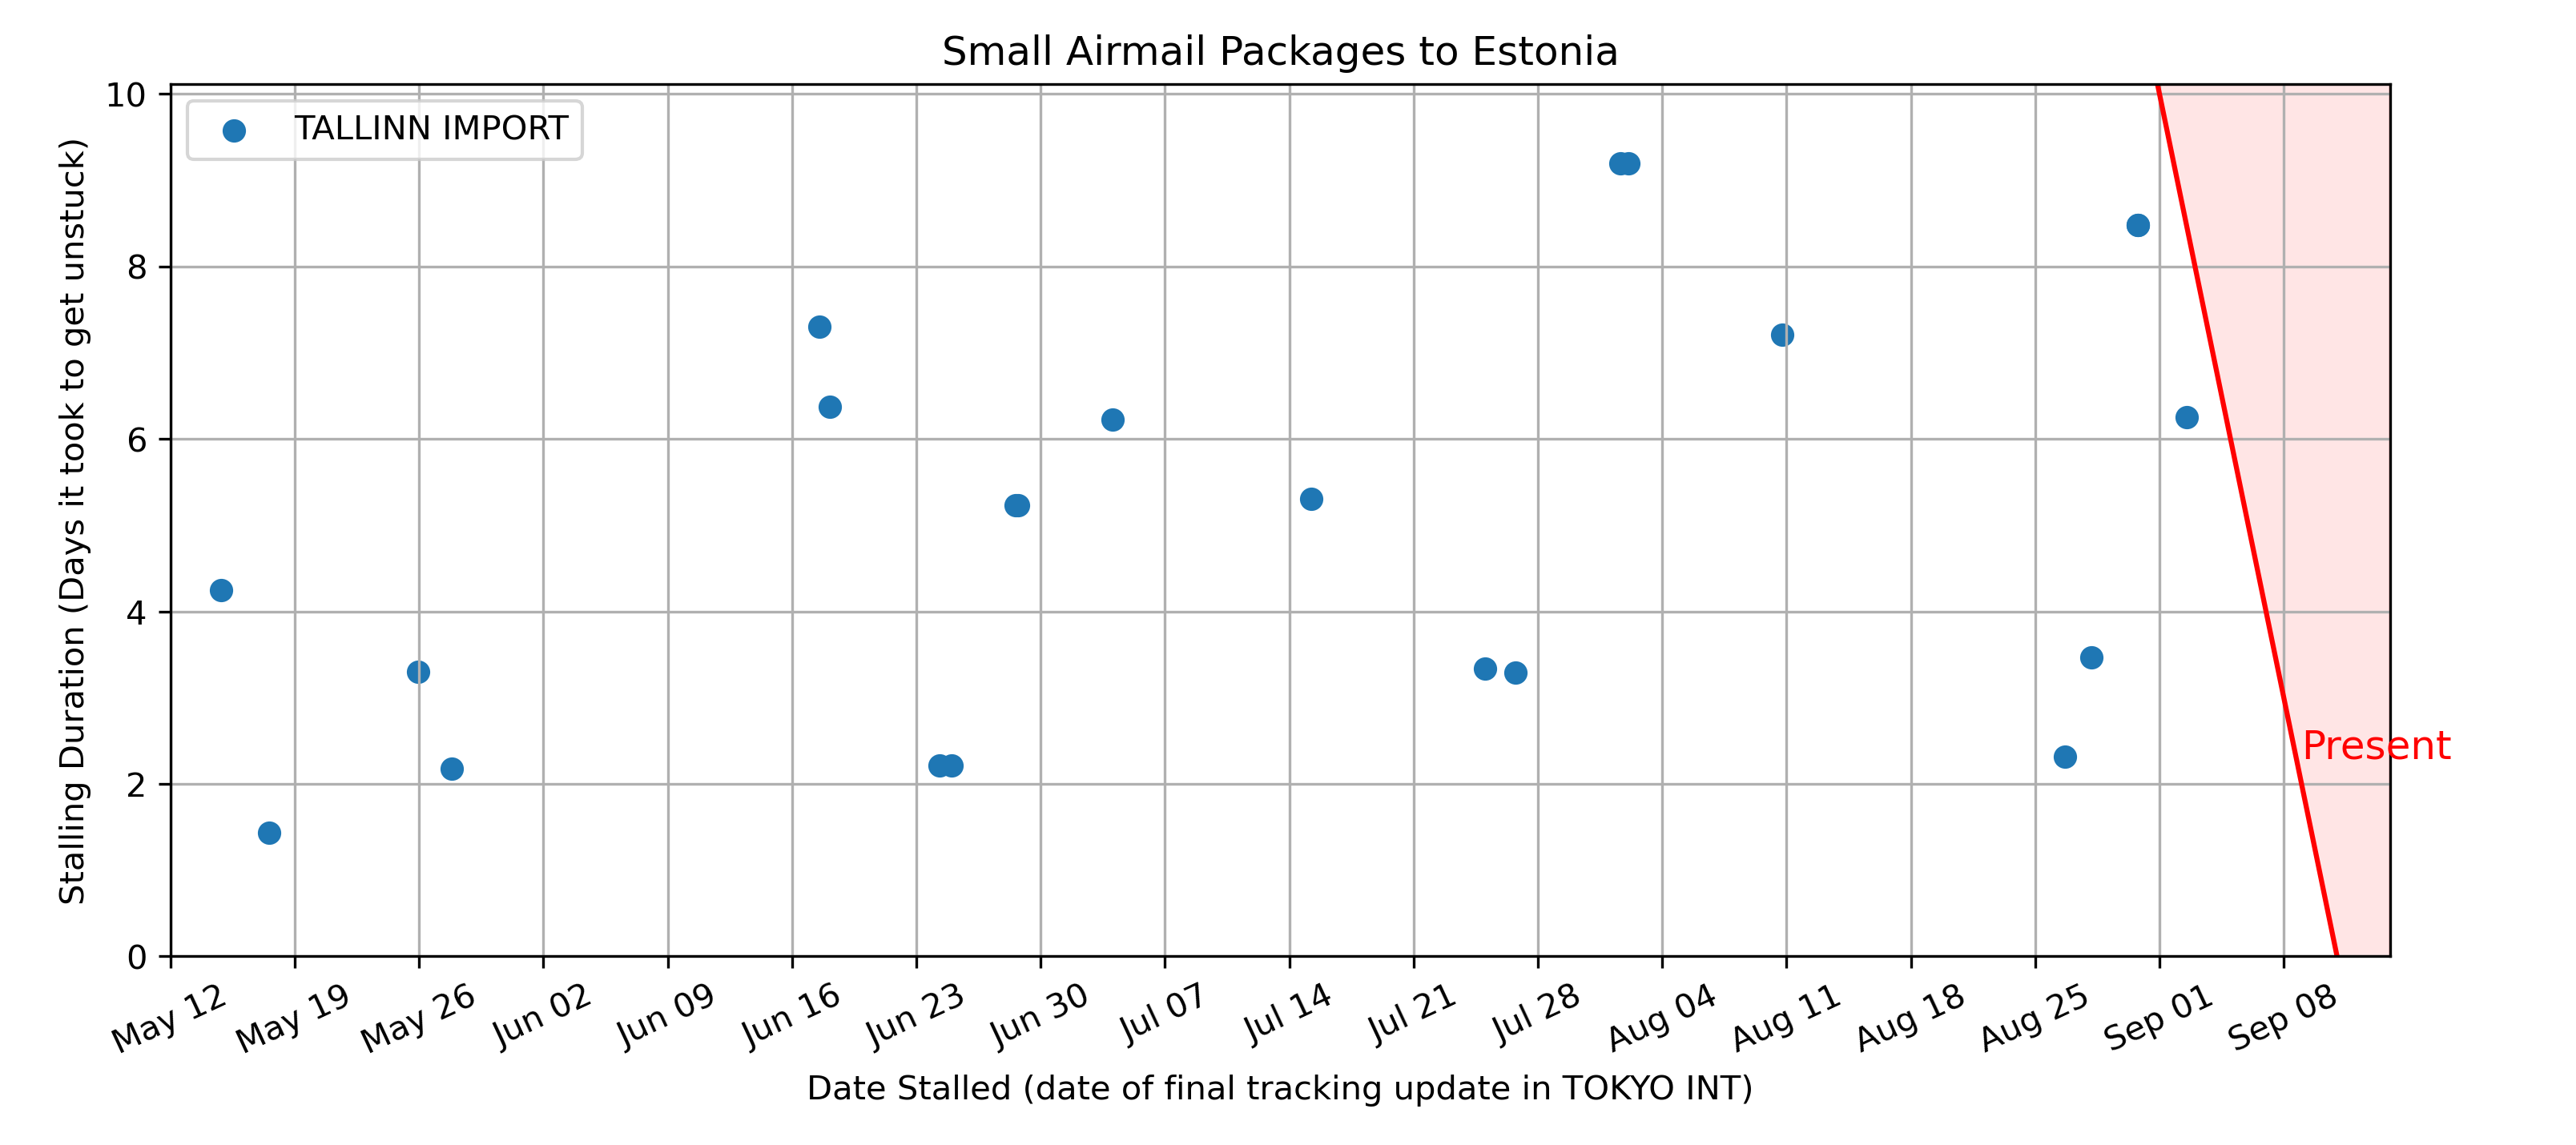 Small Airmail Packages to Estonia
TALLINN IMPORT
Stalling Duration (Days it took to get unstuck)
10
8
6
4
2
0
Present
May 12
May 19
May 26
Jun 02
Jun 09
Jun 16
Jun 23
Jun 30
Jul 07
Jul 14
Jul 21
Jul 28
Aug 04
Aug 11
Aug 18
Aug 25
Sep 01
Sep 08
Date Stalled (date of final tracking update in TOKYO INT)